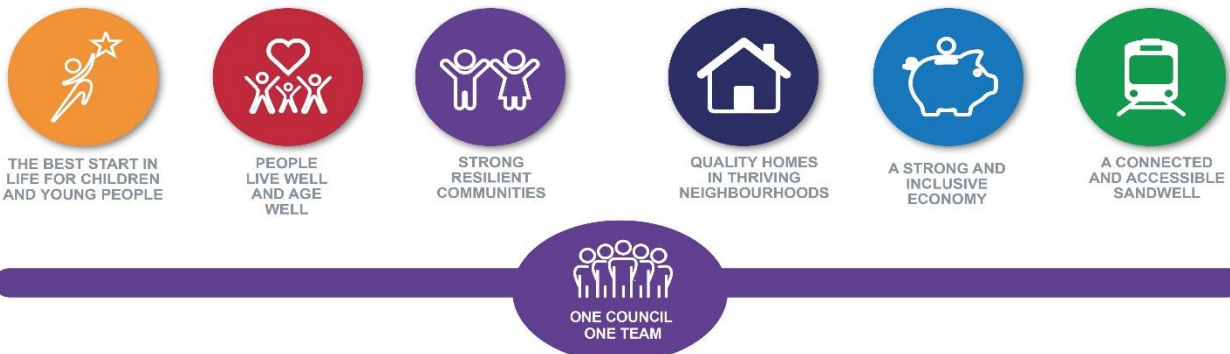 THE BEST START IN
LIFE FOR CHILDREN
AND YOUNG PEOPLE
PEOPLE
LIVE WELL
AND AGE
WELL
STRONG
RESILIENT
COMMUNITIES
QUALITY HOMES
IN THRIVING
NEIGHBOURHOODS
A STRONG AND
INCLUSIVE
ECONOMY
A CONNECTED
AND ACCESSIBLE
SANDWELL
ONE COUNCIL
ONE TEAM